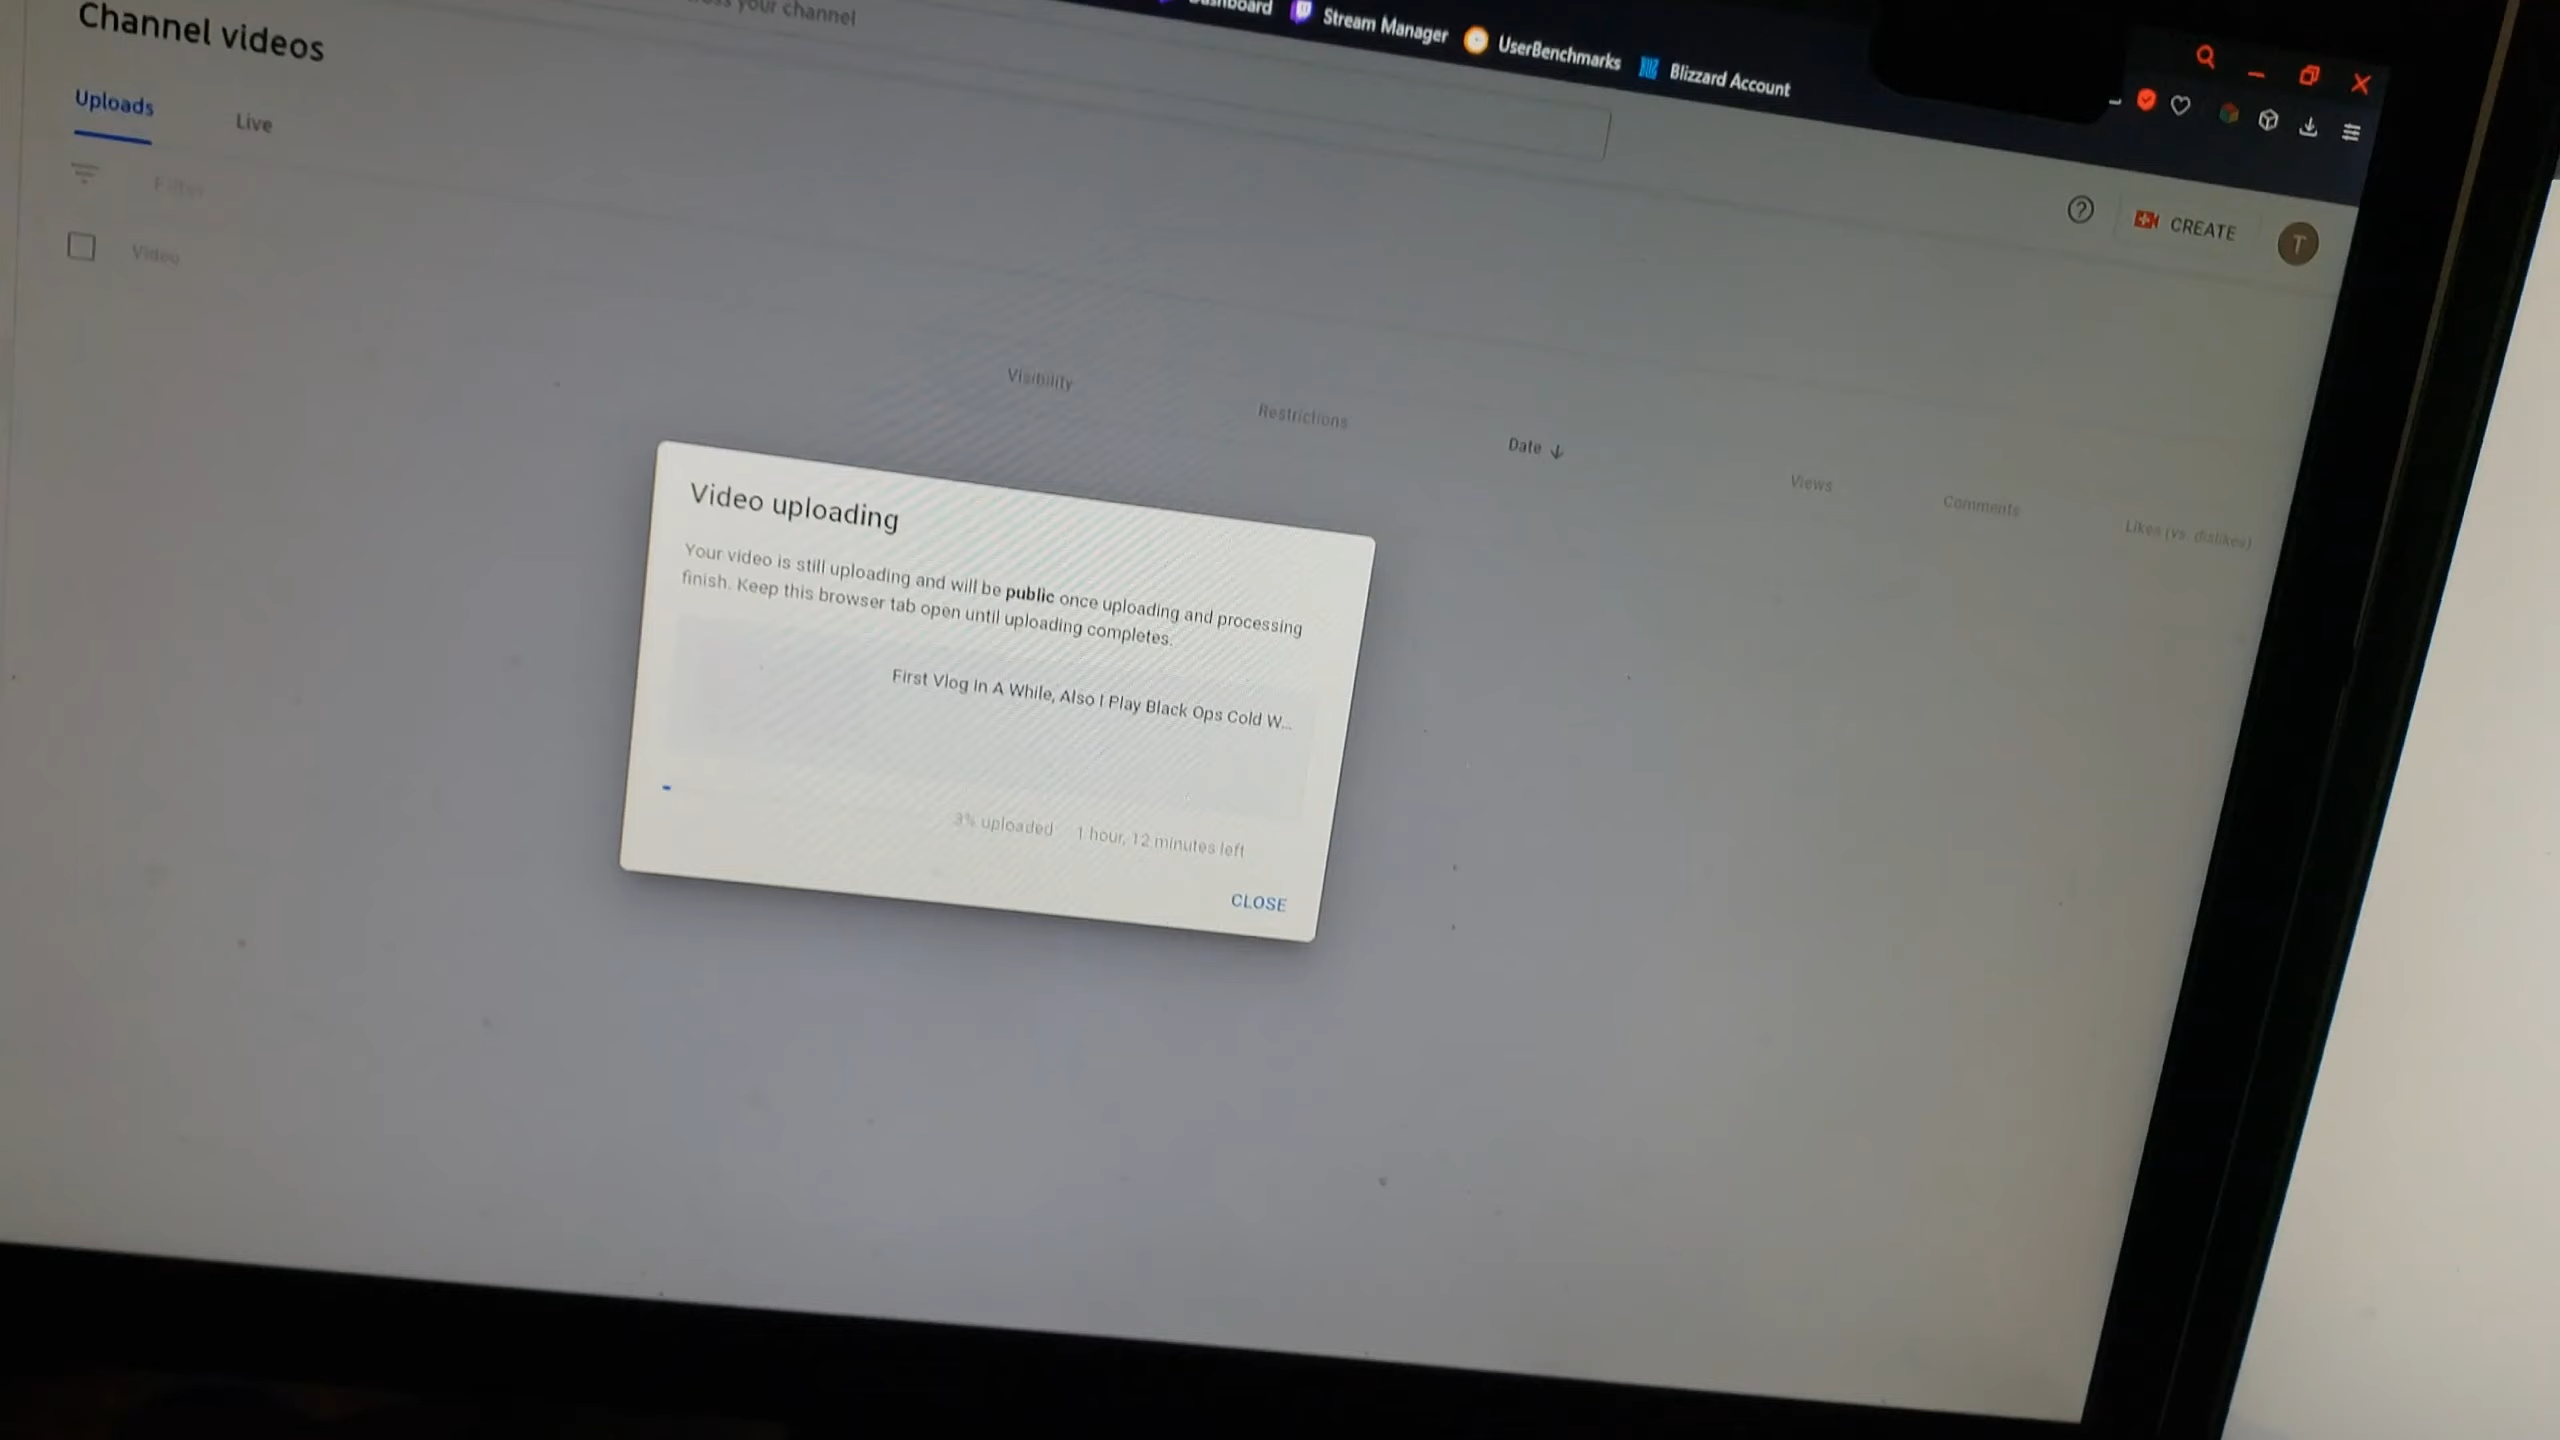 your channel
Stream Manager
UserBenchmarks
Blizzard Account
Channel videos
Uploads
Live
CREATE
T
Filter
Video
Visibility
Restrictions
Date
Views
Comments
Likes (vs. dislikes)
Video uploading
Your video is still uploading and will be public once uploading and processing
finish. Keep this browser tab open until uploading completes.
First Vlog In A While, Also I Play Black Ops Cold W...
3% uploaded 1 hour, 12 minutes left
CLOSE